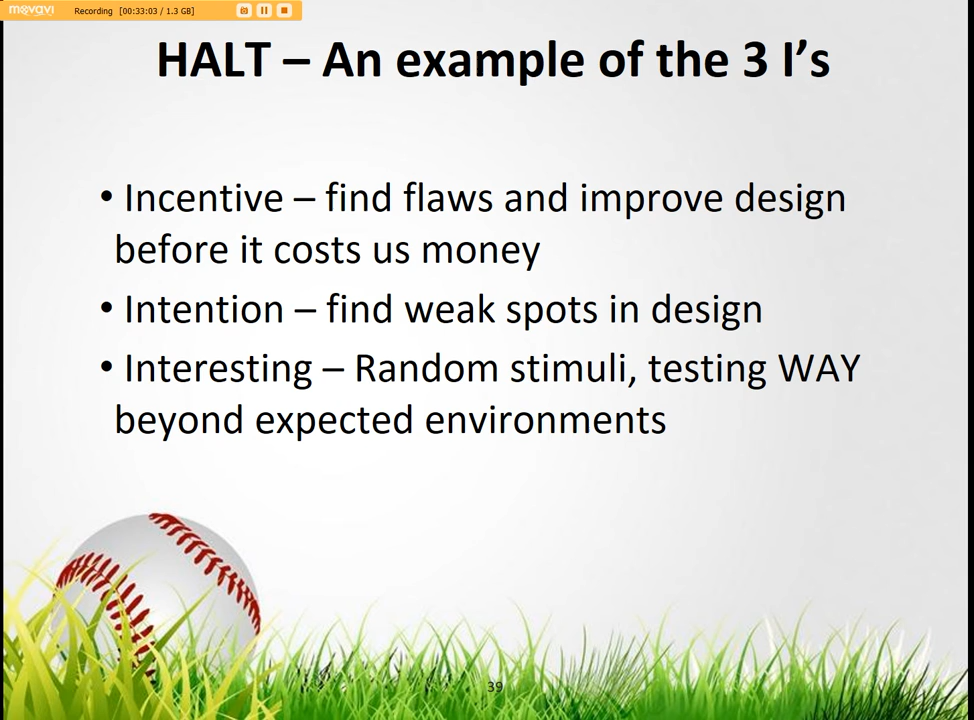 movavi Recording [00:33:03 / 1.3 GB]
HALT – An example of the 3 I’s
• Incentive – find flaws and improve design
before it costs us money
• Intention – find weak spots in design
• Interesting – Random stimuli, testing WAY
beyond expected environments
39